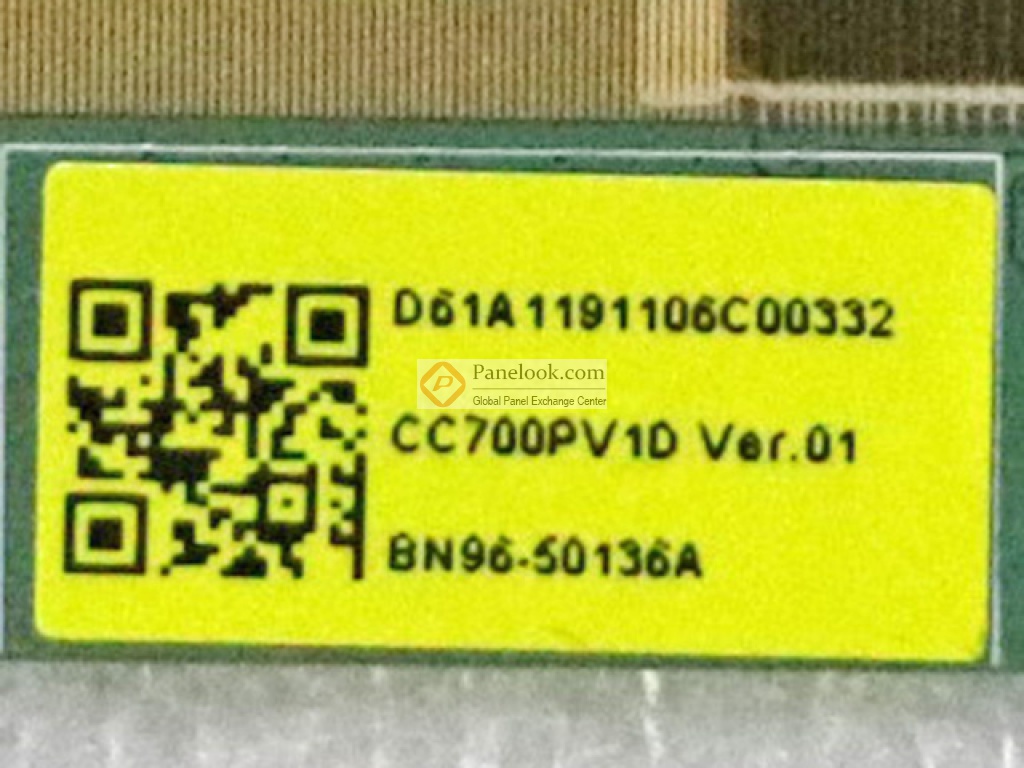 D61A1191106C00332
Panelook.com
Global Panel Exchange Center
CC700PV1D Ver.01
BN96-50136A